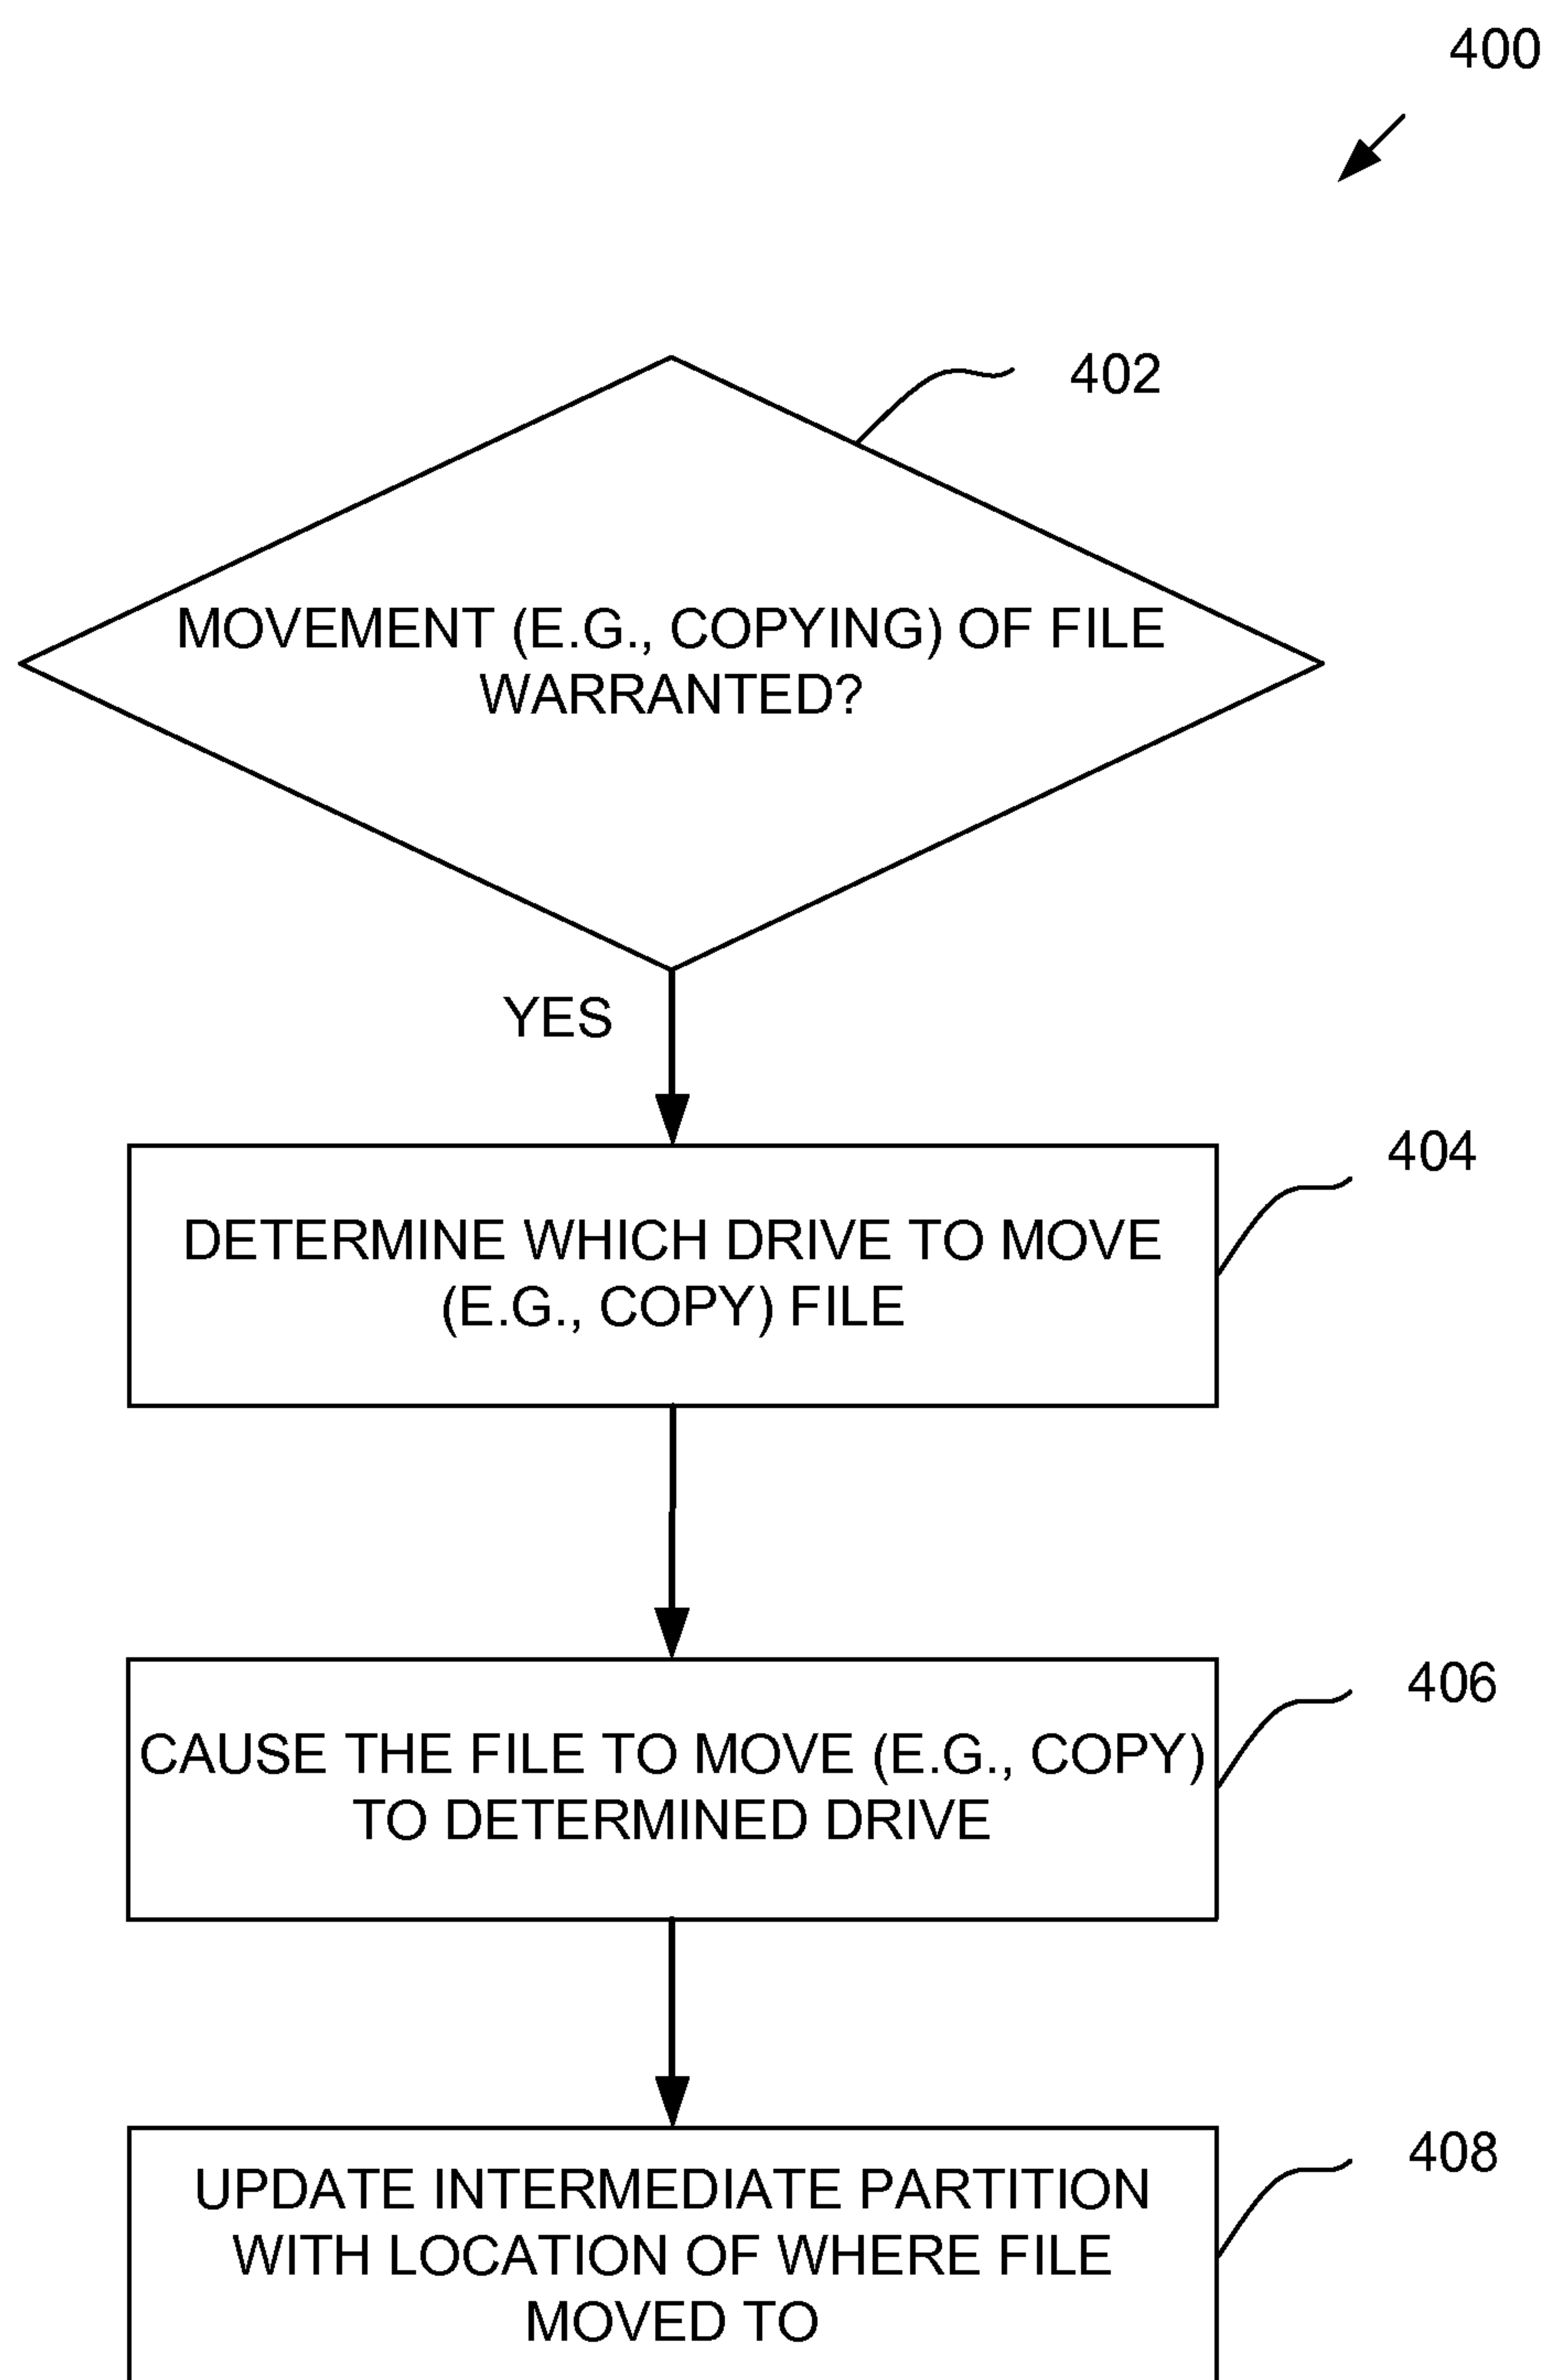 400
402
MOVEMENT (E.G., COPYING) OF FILE
WARRANTED?
YES
404
DETERMINE WHICH DRIVE TO MOVE
(E.G., COPY) FILE
406
CAUSE THE FILE TO MOVE (E.G., COPY)
TO DETERMINED DRIVE
408
UPDATE INTERMEDIATE PARTITION
WITH LOCATION OF WHERE FILE
MOVED TO